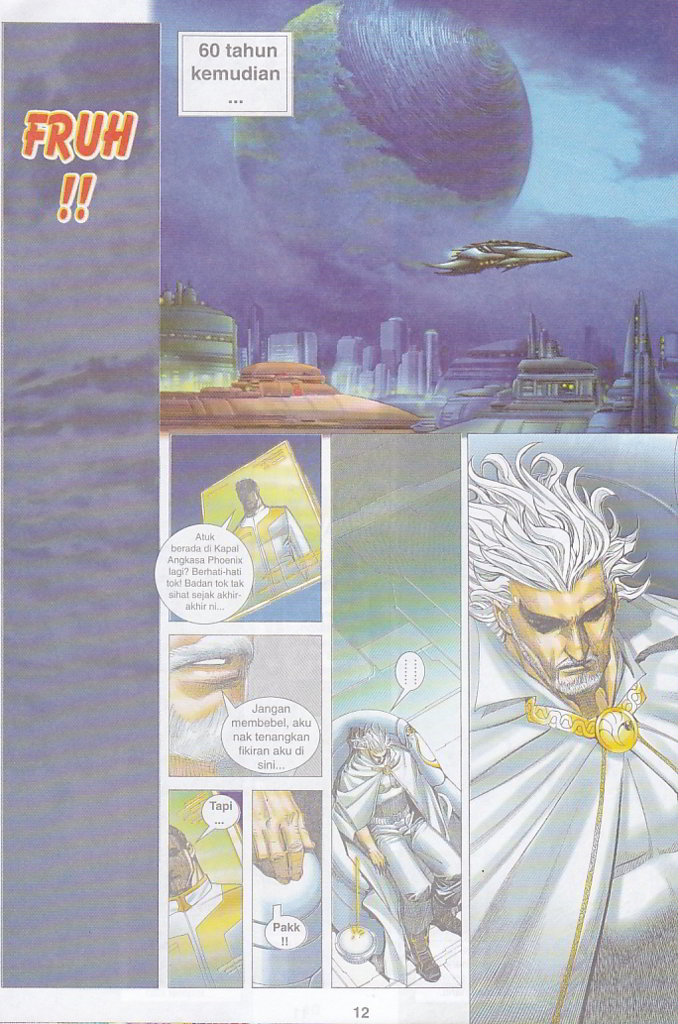 FRUH
!!
60 tahun
kemudian
...
Atuk
berada di Kapal
Angkasa Phoenix
lagi? Berhati-hati
tok! Badan tok tak
sihat sejak akhir-
akhir ni...
Jangan
membebel, aku
nak tenangkan
fikiran aku di
sini...
Tapi
...
Pakk
!!
............
12